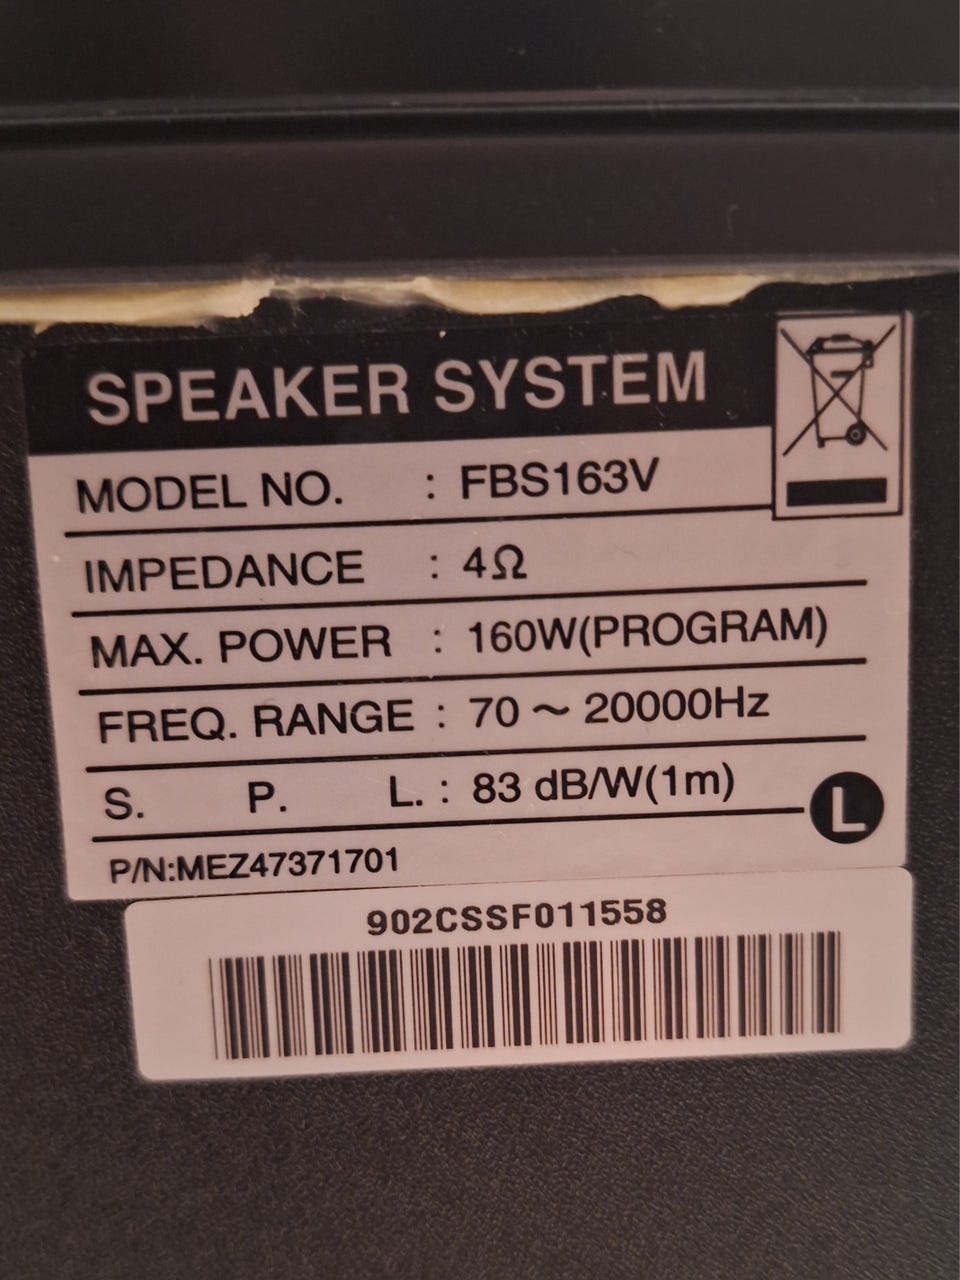 SPEAKER SYSTEM
MODEL NO. : FBS163V
IMPEDANCE : 4Ω
MAX. POWER : 160W(PROGRAM)
FREQ. RANGE : 70 ~ 20000Hz
S. P. L. : 83 dB/W(1m)
L
P/N:MEZ47371701
902CSSF011558